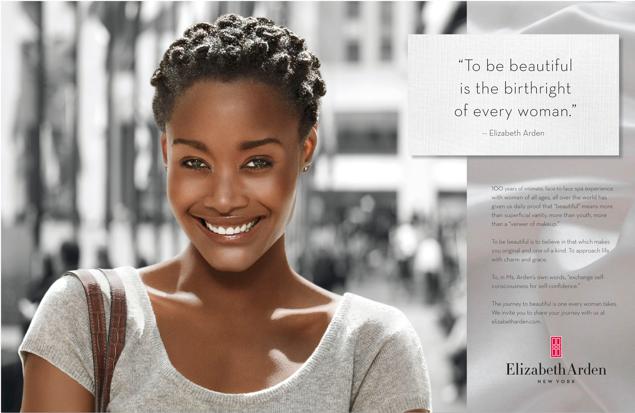 “To be beautiful
is the birthright
of every woman.”
– Elizabeth Arden
100 years of intimate, face to face spa experience
with women of all ages, all over the world has
given us daily proof that “beautiful” means more
than superficial vanity, more than youth, more
than a “veneer of makeup.”
To be beautiful is to believe in that which makes
you original and one-of-a-kind. To approach life
with charm and grace.
To, in Ms. Arden’s own words, “exchange self-
consciousness for self-confidence.”
The journey to beautiful is one every woman takes.
We invite you to share your journey with us at
elizabetharden.com.
ElizabethArden
NEW YORK